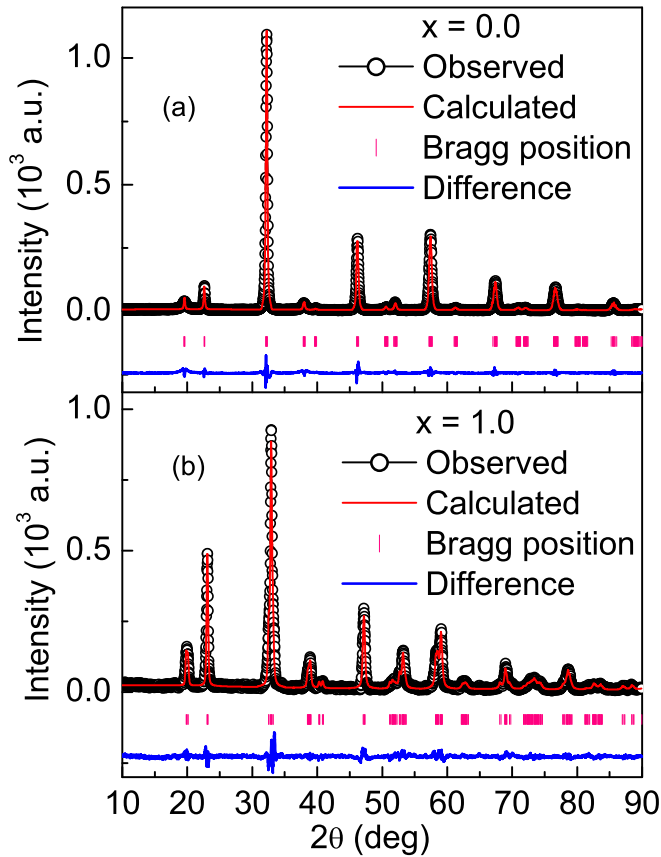 x = 0.0
Observed
(a)
Calculated
Bragg position
Difference
Intensity (10³ a.u.)
1.0
0.5
0.0
x = 1.0
Observed
(b)
Calculated
Bragg position
Difference
Intensity (10³ a.u.)
1.0
0.5
0.0
10 20 30 40 50 60 70 80 90
2θ (deg)